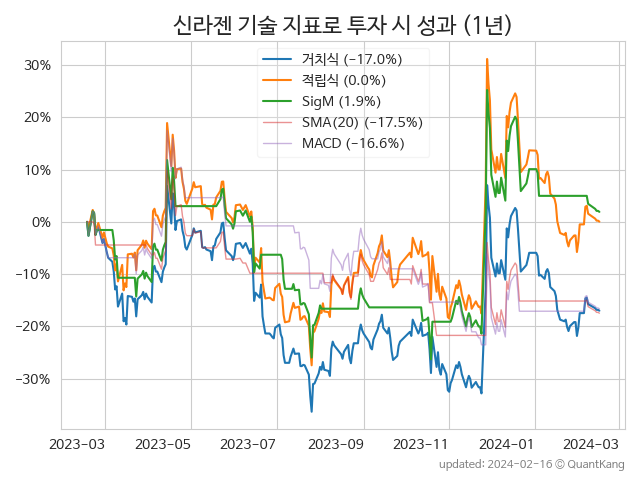 신라젠 기술 지표로 투자 시 성과 (1년)
거치식 (−17.0%)
적립식 (0.0%)
SigM (1.9%)
SMA(20) (−17.5%)
MACD (−16.6%)
30%
20%
10%
0%
−10%
−20%
−30%
2023-03 2023-05 2023-07 2023-09 2023-11 2024-01 2024-03
updated: 2024-02-16 ⓒ QuantKang